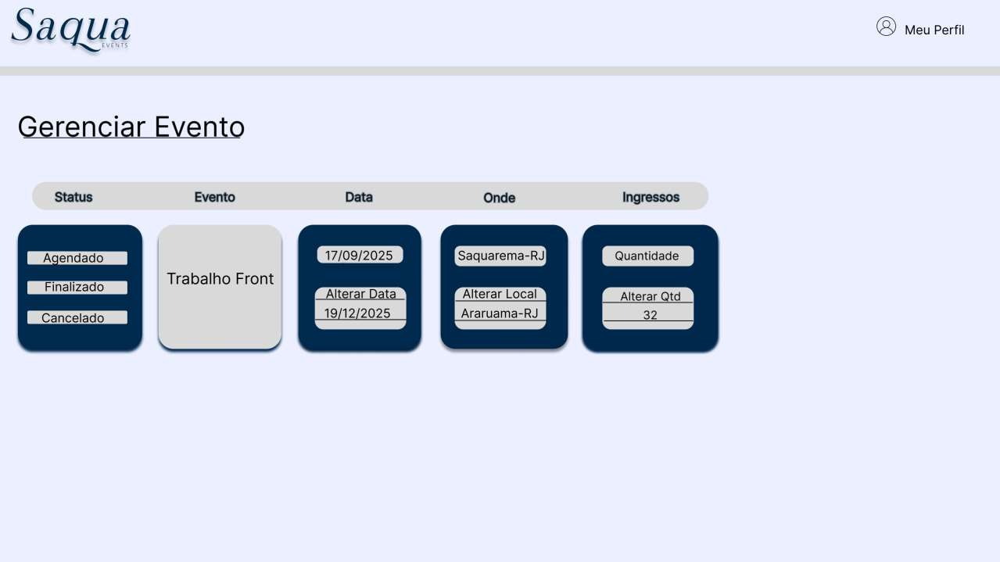 Saqua
EVENTS
Meu Perfil
Gerenciar Evento
Status Evento Data Onde Ingressos
Agendado
Finalizado
Cancelado
Trabalho Front
17/09/2025
Alterar Data
19/12/2025
Saquarema-RJ
Alterar Local
Araruama-RJ
Quantidade
Alterar Qtd
32